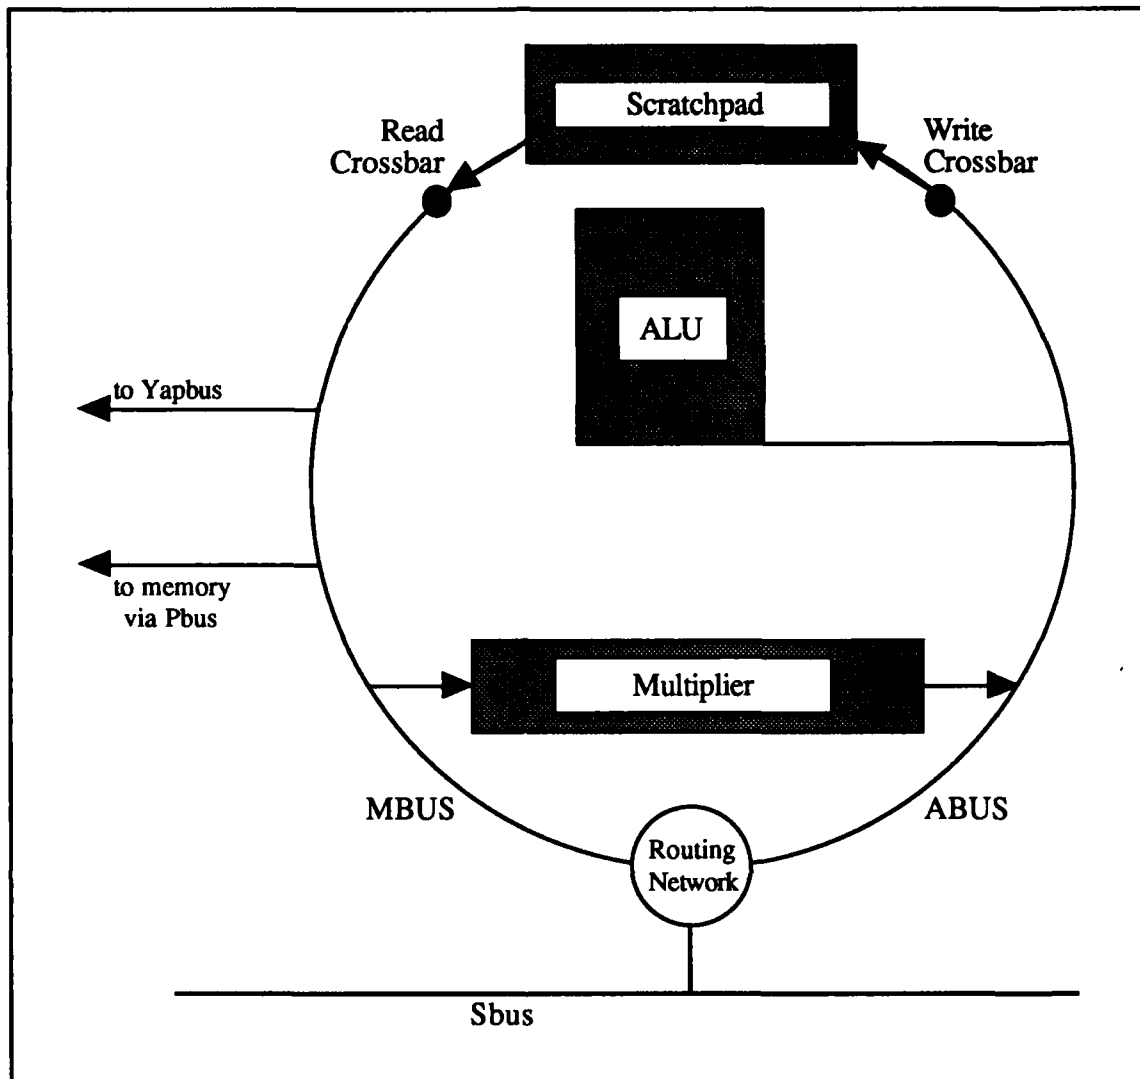 Scratchpad
Read
Crossbar
Write
Crossbar
ALU
to Yapbus
to memory
via Pbus
Multiplier
MBUS
ABUS
Routing
Network
Sbus